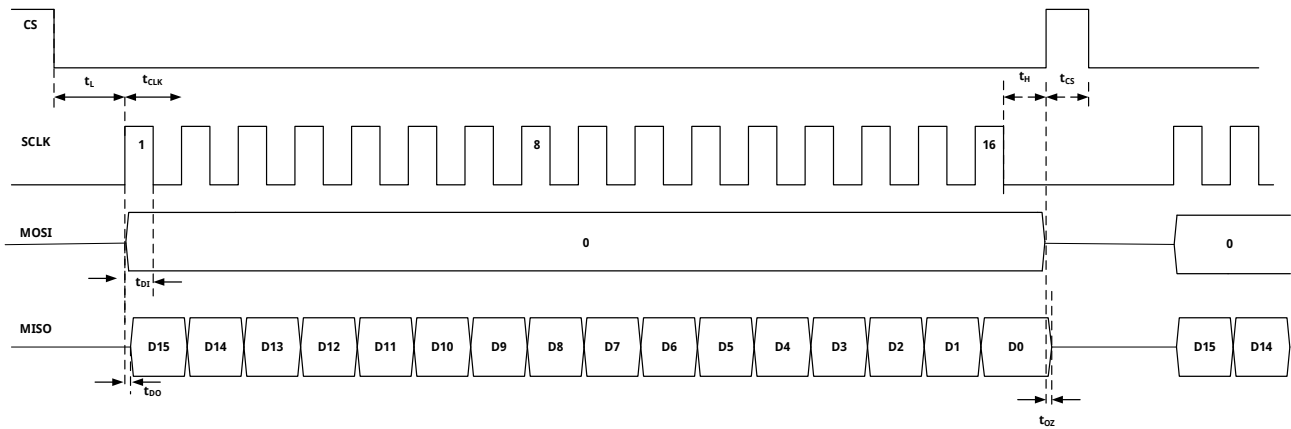 CS
tL tCLK tH tCS
SCLK 1 8 16
MOSI 0 0
tDI
MISO D15 D14 D13 D12 D11 D10 D9 D8 D7 D6 D5 D4 D3 D2 D1 D0 D15 D14
tDO
tOZ